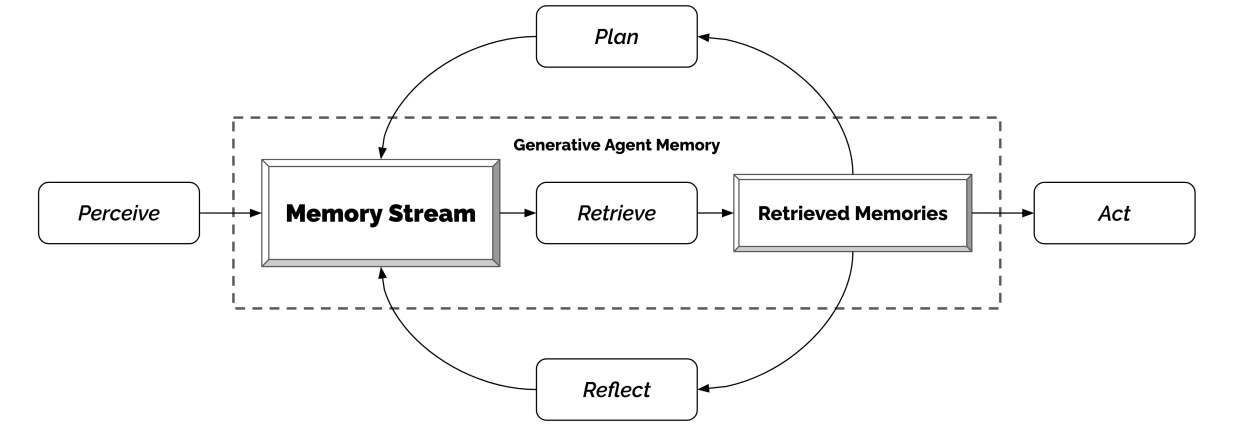 Plan
Generative Agent Memory
Perceive
Memory Stream
Retrieve
Retrieved Memories
Act
Reflect